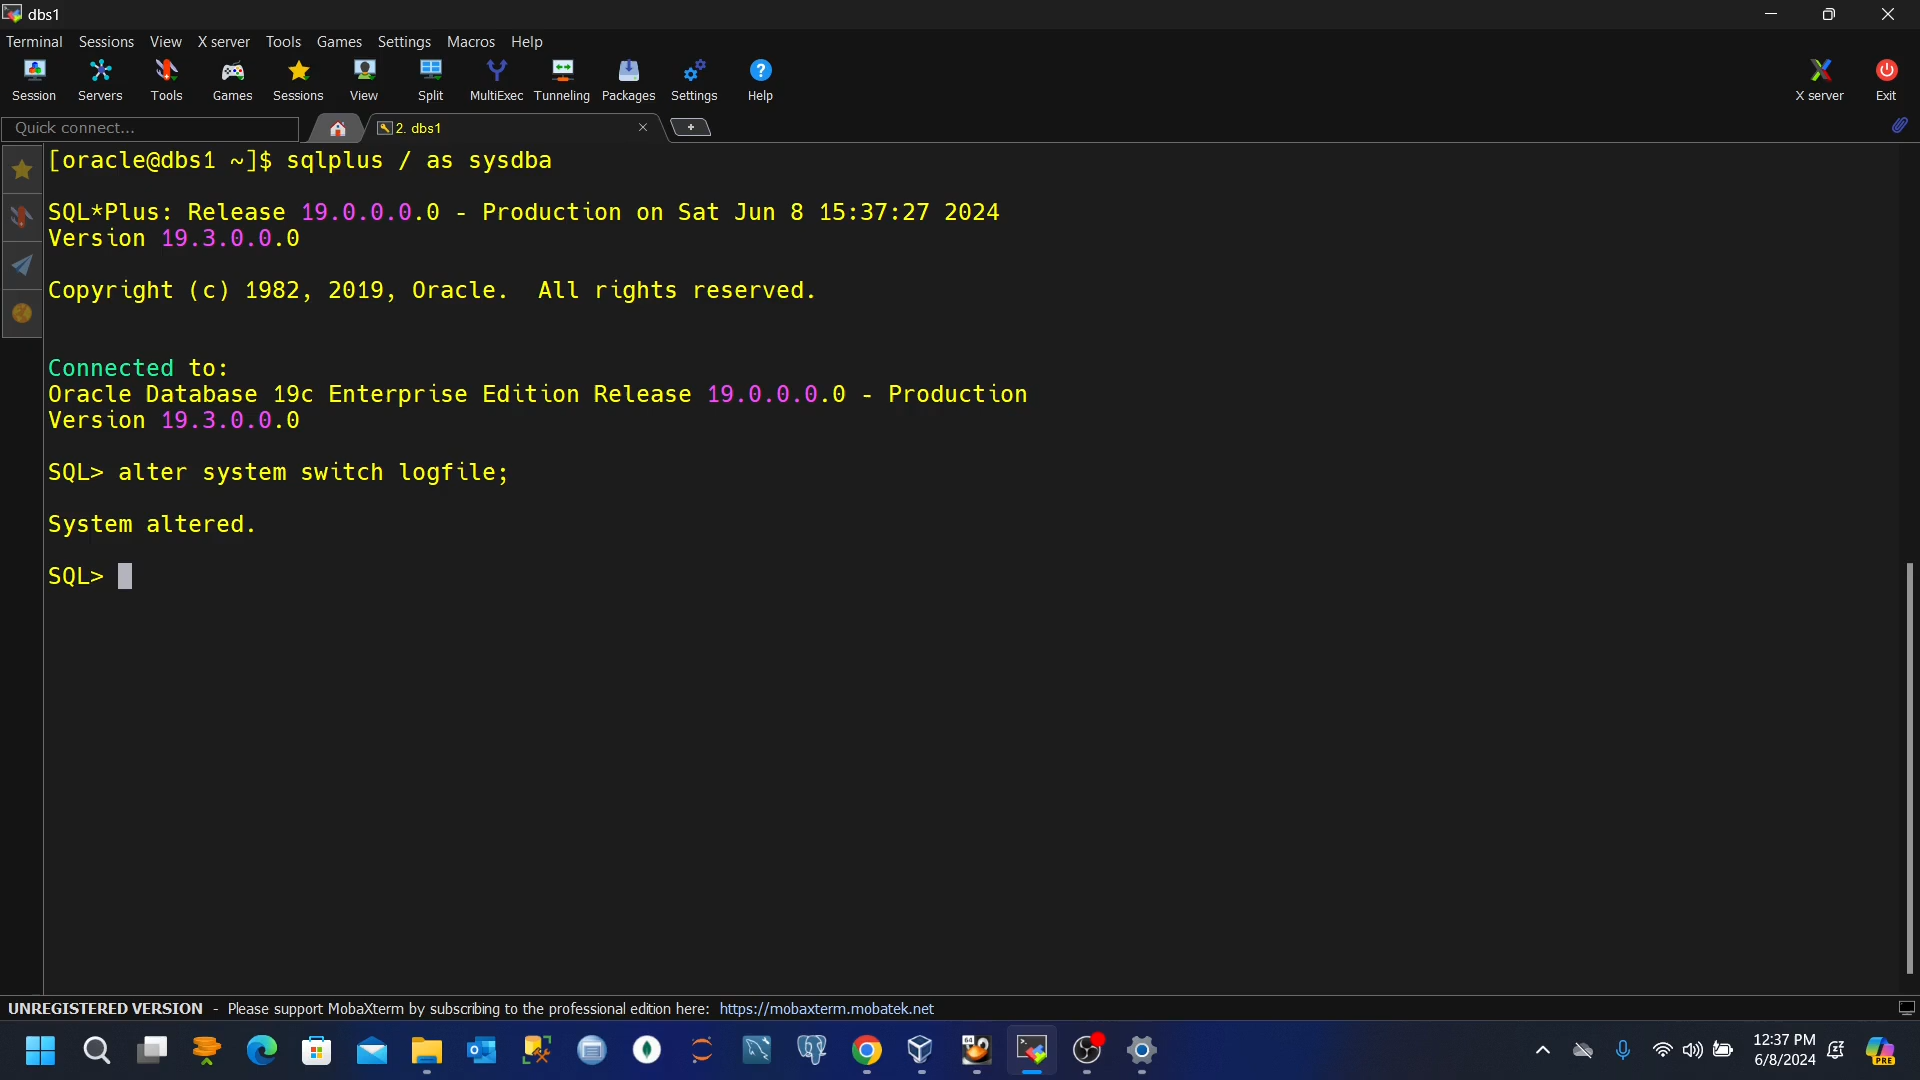 dbs1
Terminal Sessions View X server Tools Games Settings Macros Help
Session Servers Tools Games Sessions View Split MultiExec Tunneling Packages Settings Help X server Exit
Quick connect... 2. dbs1
[oracle@dbs1 ~]$ sqlplus / as sysdba
SQL*Plus: Release 19.0.0.0.0 - Production on Sat Jun 8 15:37:27 2024
Version 19.3.0.0.0
Copyright (c) 1982, 2019, Oracle.  All rights reserved.
Connected to:
Oracle Database 19c Enterprise Edition Release 19.0.0.0.0 - Production
Version 19.3.0.0.0
SQL> alter system switch logfile;
System altered.
SQL>
UNREGISTERED VERSION - Please support MobaXterm by subscribing to the professional edition here: https://mobaxterm.mobatek.net
12:37 PM
6/8/2024
PRE